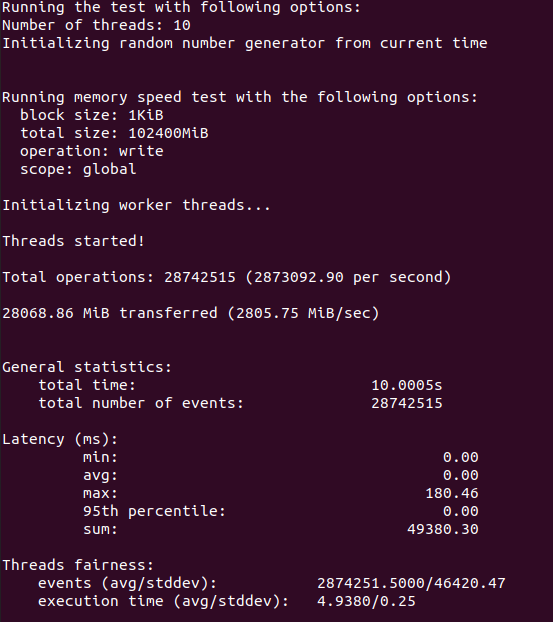 Running the test with following options:
Number of threads: 10
Initializing random number generator from current time
Running memory speed test with the following options:
block size: 1KiB
total size: 102400MiB
operation: write
scope: global
Initializing worker threads...
Threads started!
Total operations: 28742515 (2873092.90 per second)
28068.86 MiB transferred (2805.75 MiB/sec)
General statistics:
total time: 10.0005s
total number of events: 28742515
Latency (ms):
min: 0.00
avg: 0.00
max: 180.46
95th percentile: 0.00
sum: 49380.30
Threads fairness:
events (avg/stddev): 2874251.5000/46420.47
execution time (avg/stddev): 4.9380/0.25